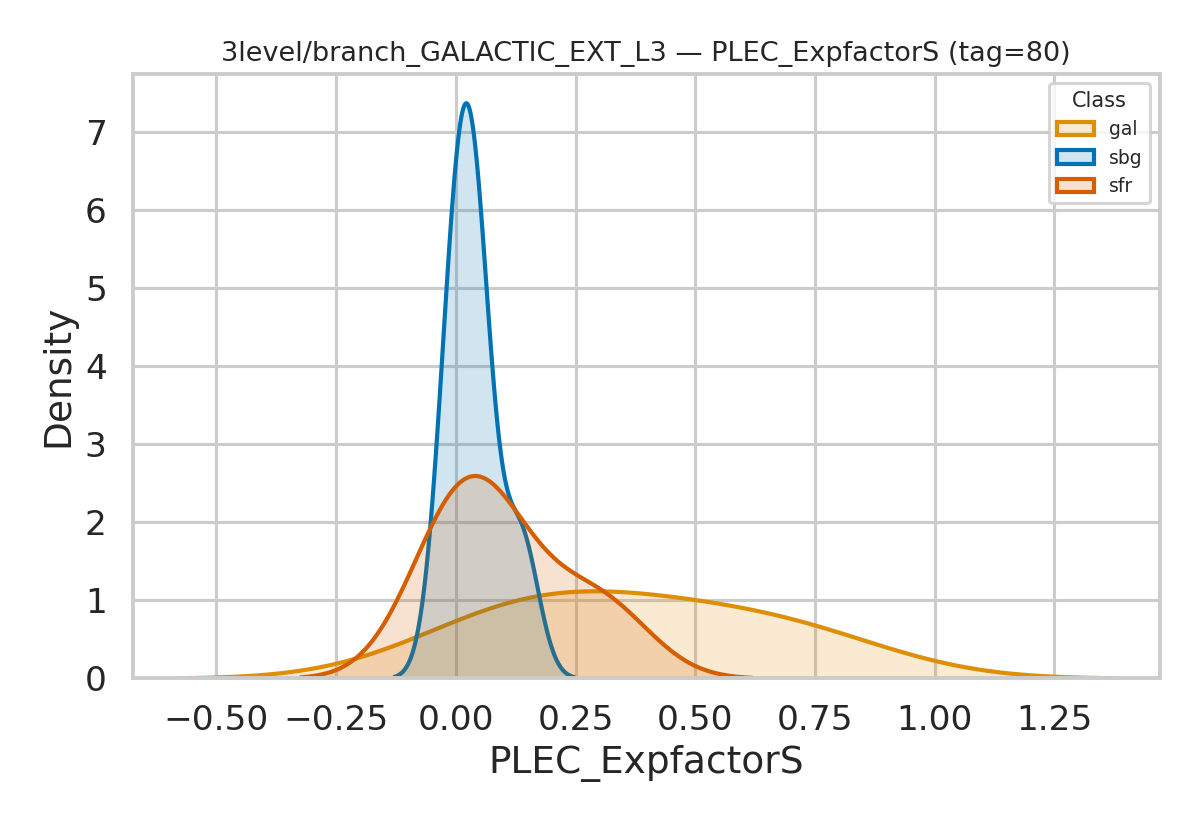 3level/branch_GALACTIC_EXT_L3 — PLEC_ExpfactorS (tag=80)
Class
gal
sbg
sfr
Density
7
6
5
4
3
2
1
0
−0.50 −0.25 0.00 0.25 0.50 0.75 1.00 1.25
PLEC_ExpfactorS